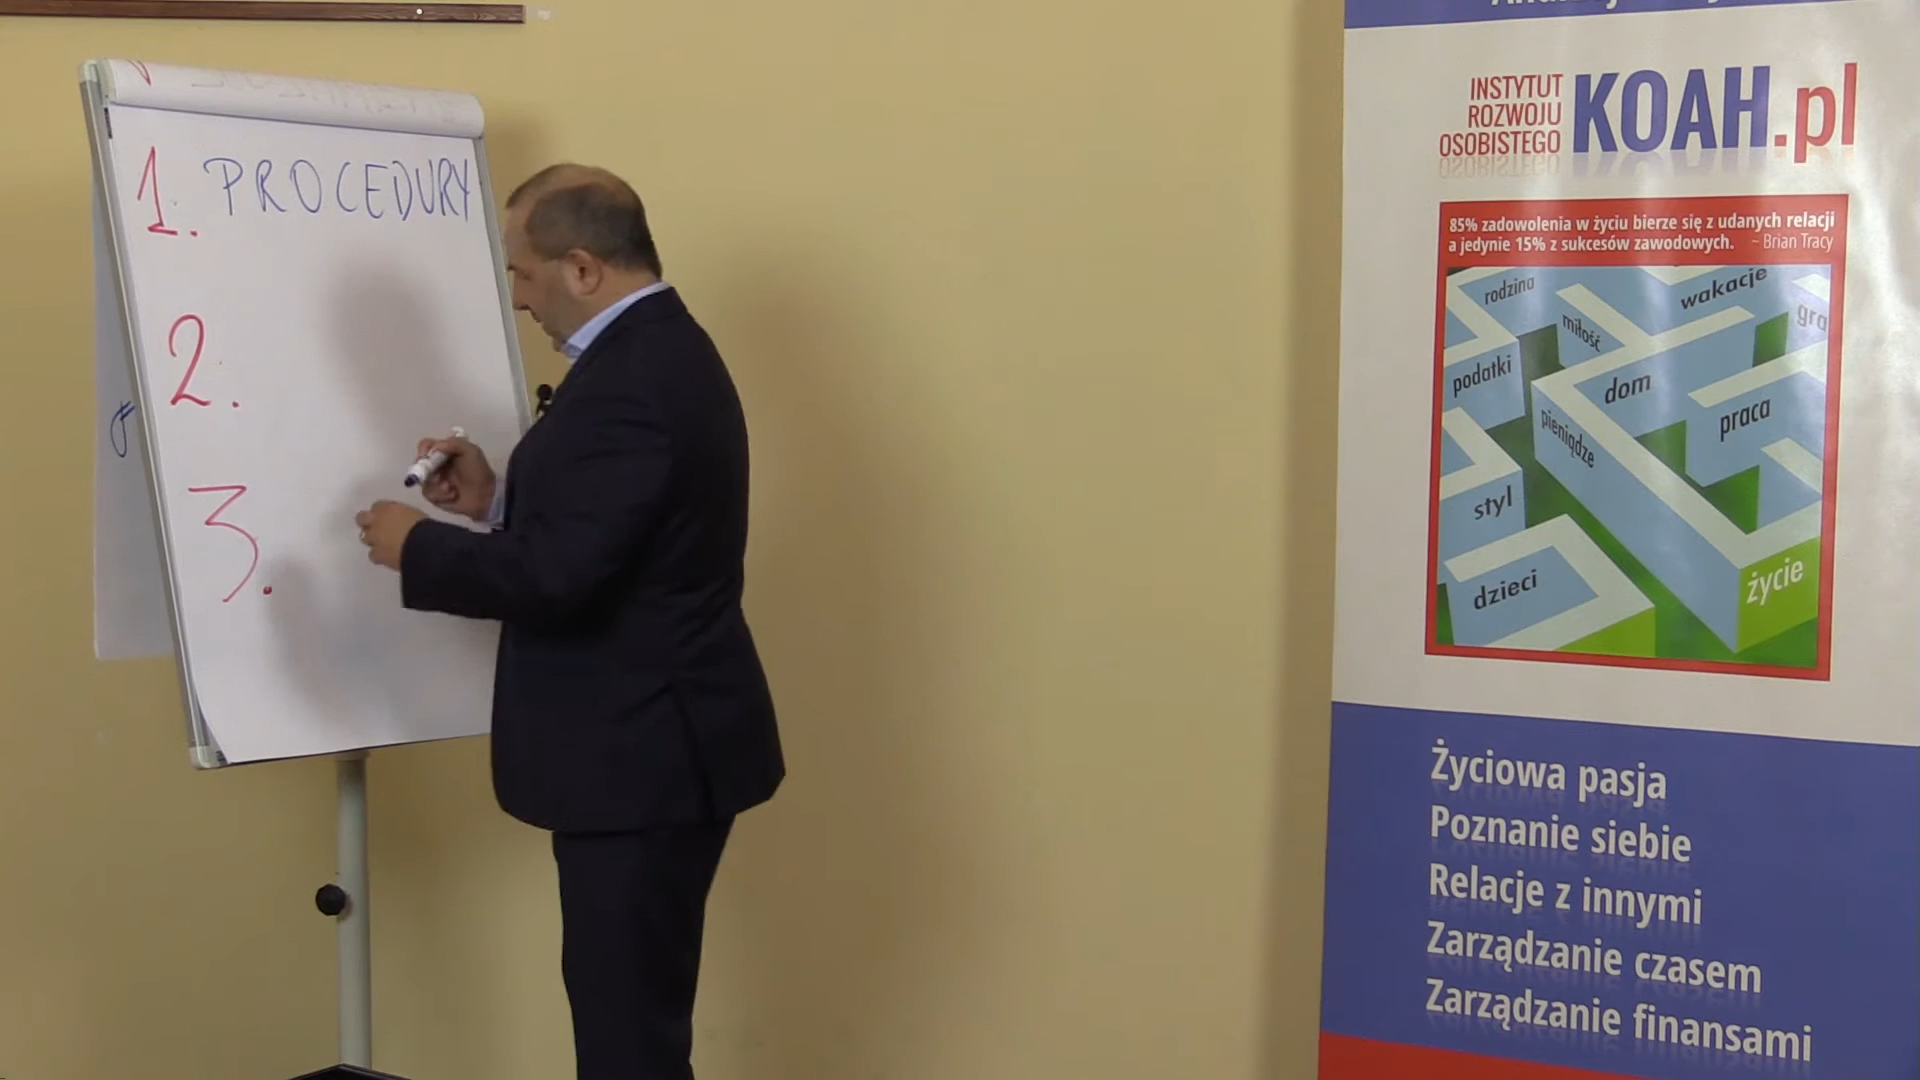 1. PROCEDURY
2.
3.
INSTYTUT
ROZWOJU
OSOBISTEGO
KOAH.pl
85% zadowolenia w życiu bierze się z udanych relacji
a jedynie 15% z sukcesów zawodowych. ~ Brian Tracy
rodzina
wakacje
miłość
podatki
dom
pieniądze
praca
styl
dzieci
życie
Życiowa pasja
Poznanie siebie
Relacje z innymi
Zarządzanie czasem
Zarządzanie finansami